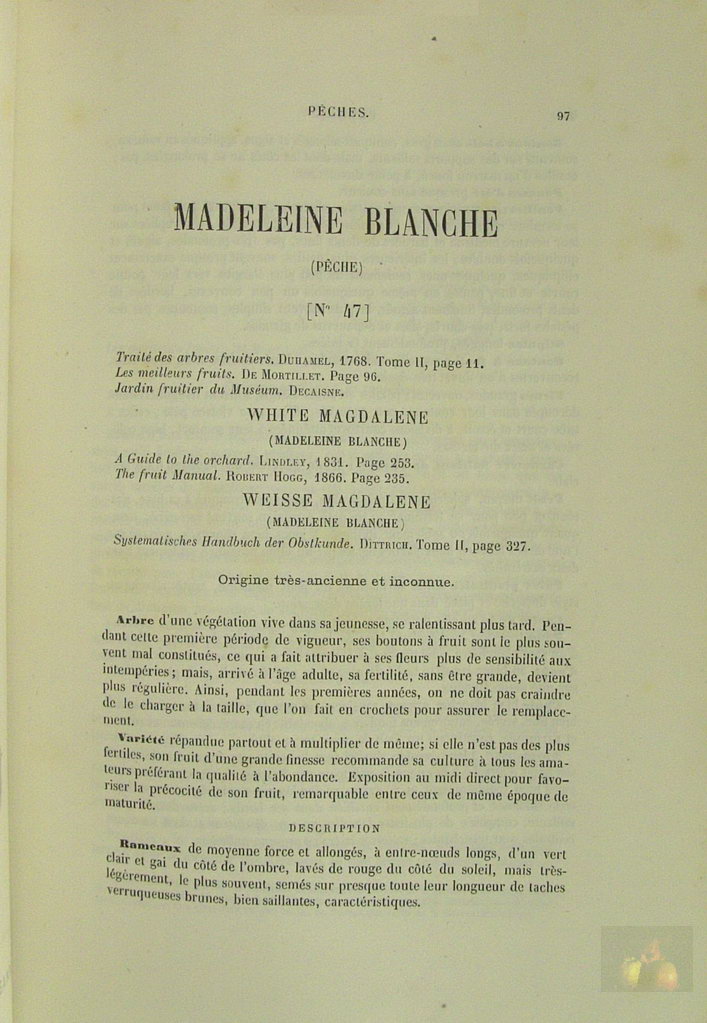 PÊCHES.
97
MADELEINE BLANCHE
(PÊCHE)
[N° 47]
Traité des arbres fruitiers. DUHAMEL, 1768. Tome II, page 11.
Les meilleurs fruits. DE MORTILLET. Page 96.
Jardin fruitier du Muséum. DECAISNE.
WHITE MAGDALENE
(MADELEINE BLANCHE)
A Guide to the orchard. LINDLEY, 1831. Page 253.
The fruit Manual. ROBERT HOGG, 1866. Page 235.
WEISSE MAGDALENE
(MADELEINE BLANCHE)
Systematisches Handbuch der Obstkunde. DITTRICH. Tome II, page 327.
Origine très-ancienne et inconnue.
Arbre d'une végétation vive dans sa jeunesse, se ralentissant plus tard. Pen-
dant cette première période de vigueur, ses boutons à fruit sont le plus sou-
vent mal constitués, ce qui a fait attribuer à ses fleurs plus de sensibilité aux
intempéries; mais, arrivé à l'âge adulte, sa fertilité, sans être grande, devient
plus régulière. Ainsi, pendant les premières années, on ne doit pas craindre
de le charger à la taille, que l'on fait en crochets pour assurer le remplace-
ment.
Variété répandue partout et à multiplier de même; si elle n'est pas des plus
fertiles, son fruit d'une grande finesse recommande sa culture à tous les ama-
teurs préférant la qualité à l'abondance. Exposition au midi direct pour favo-
riser la précocité de son fruit, remarquable entre ceux de même époque de
maturité.
DESCRIPTION
Rameaux de moyenne force et allongés, à entre-nœuds longs, d'un vert
clair et gai du côté de l'ombre, lavés de rouge du côté du soleil, mais très-
légèrement, le plus souvent, semés sur presque toute leur longueur de taches
verruqueuses brunes, bien saillantes, caractéristiques.